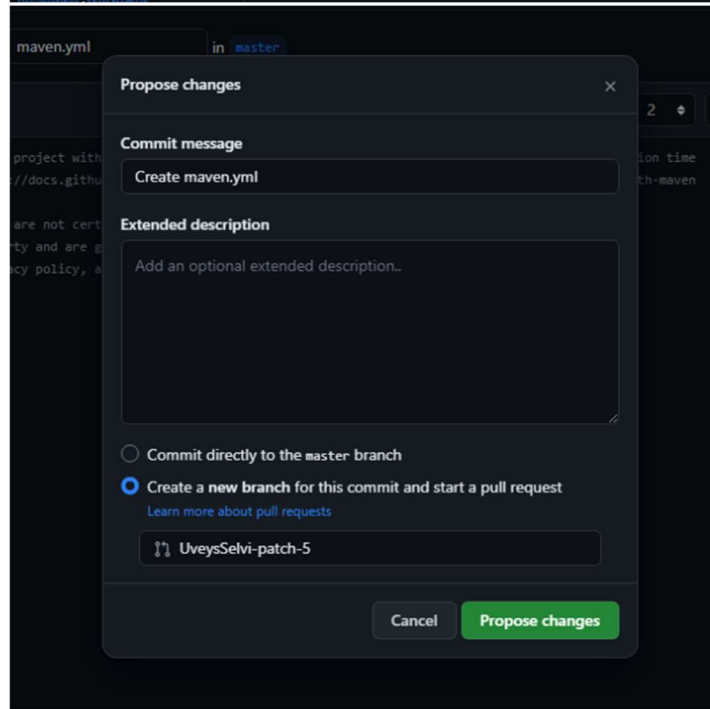 maven.yml in master
Propose changes
2
Commit message
project with
ion time
Create maven.yml
://docs.githu
th-maven
are not cert
Extended description
rty and are g
Add an optional extended description..
acy policy, a
Commit directly to the master branch
Create a new branch for this commit and start a pull request
Learn more about pull requests
UveysSelvi-patch-5
Cancel Propose changes